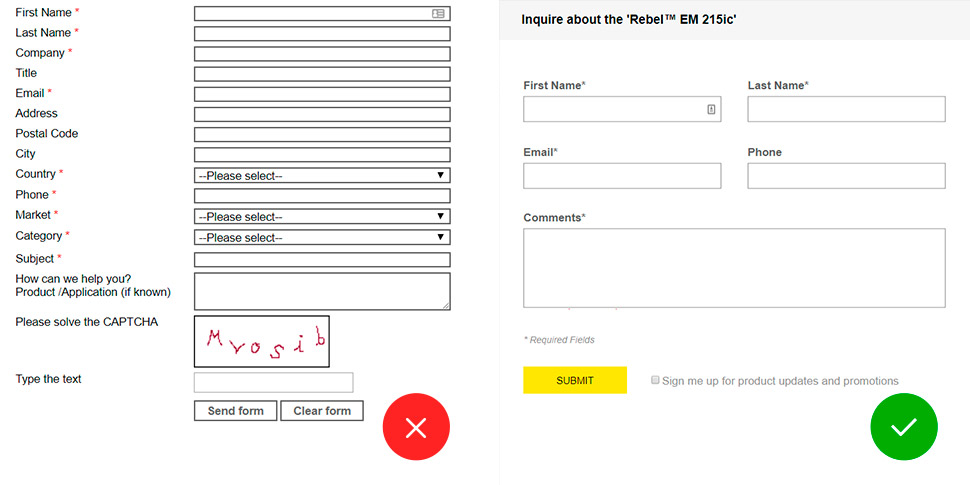 First Name *
Last Name *
Company *
Title
Email *
Address
Postal Code
City
Country *
--Please select--
Phone *
Market *
--Please select--
Category *
--Please select--
Subject *
How can we help you?
Product /Application (if known)
Please solve the CAPTCHA
Mrosib
Type the text
Send form
Clear form
Inquire about the 'Rebel™ EM 215ic'
First Name*
Last Name*
Email*
Phone
Comments*
* Required Fields
SUBMIT
Sign me up for product updates and promotions